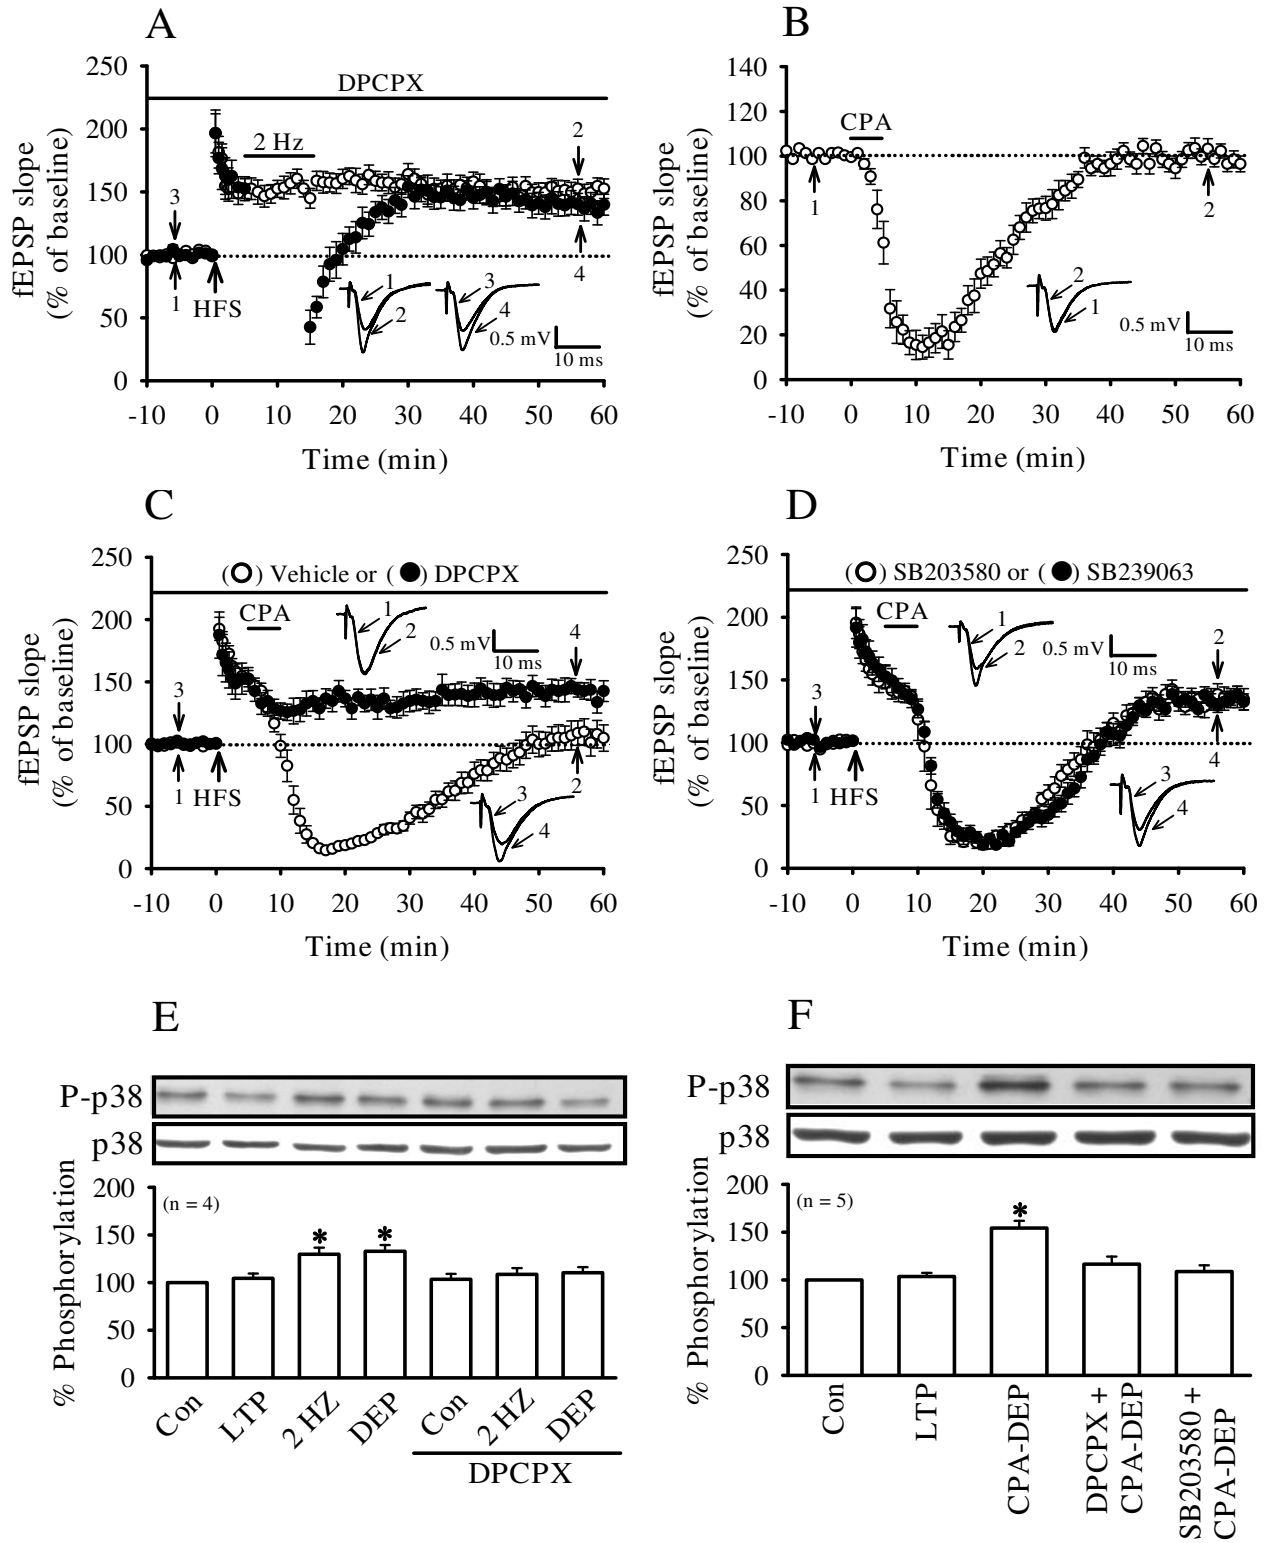 A
fEPSP slope
(% of baseline)
250
200
150
100
50
0
DPCPX
2 Hz
2
3
1
HFS
4
1
2
3
4
0.5 mV
10 ms
-10 0 10 20 30 40 50 60
Time (min)
B
fEPSP slope
(% of baseline)
140
120
100
80
60
40
20
0
CPA
1
2
2
1
0.5 mV
10 ms
-10 0 10 20 30 40 50 60
Time (min)
C
fEPSP slope
(% of baseline)
250
200
150
100
50
0
(○) Vehicle or (●) DPCPX
CPA
1
2
0.5 mV
10 ms
4
3
1
HFS
2
3
4
-10 0 10 20 30 40 50 60
Time (min)
D
fEPSP slope
(% of baseline)
250
200
150
100
50
0
(○) SB203580 or (●) SB239063
CPA
1
2
0.5 mV
10 ms
2
3
1
HFS
4
3
4
-10 0 10 20 30 40 50 60
Time (min)
E
P-p38
p38
% Phosphorylation
200
150
100
50
0
(n = 4)
* *
Con LTP 2 HZ DEP Con 2 HZ DEP
DPCPX
F
P-p38
p38
% Phosphorylation
200
150
100
50
0
(n = 5)
*
Con
LTP
CPA-DEP
DPCPX +
CPA-DEP
SB203580 +
CPA-DEP